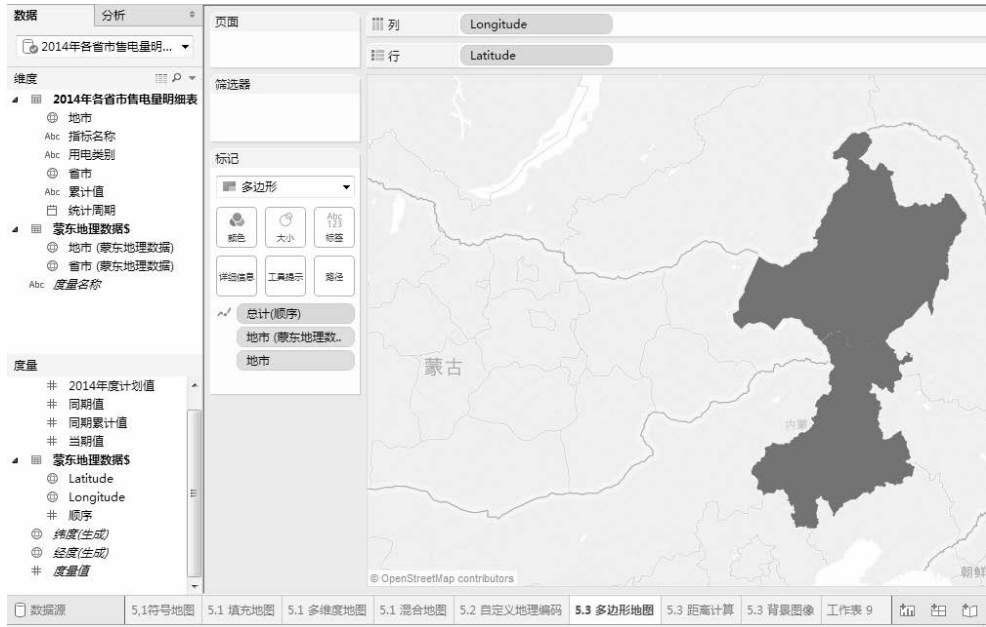 数据
分析
2014年各省市售电量明...
维度
2014年各省市售电量明细表
地市
Abc 指标名称
Abc 用电类别
省市
Abc 累计值
统计周期
蒙东地理数据$
地市 (蒙东地理数据)
省市 (蒙东地理数据)
Abc 度量名称
度量
2014年度计划值
同期值
同期累计值
当期值
蒙东地理数据$
Latitude
Longitude
顺序
纬度(生成)
经度(生成)
度量值
页面
筛选器
标记
多边形
颜色
大小
Abc
123
标签
详细信息
工具提示
路径
总计(顺序)
地市 (蒙东地理数..
地市
列
Longitude
行
Latitude
蒙古
内蒙
朝鲜
© OpenStreetMap contributors
数据源
5,1符号地图
5.1 填充地图
5.1 多维度地图
5.1 混合地图
5.2 自定义地理编码
5.3 多边形地图
5.3 距离计算
5.3 背景图像
工作表 9